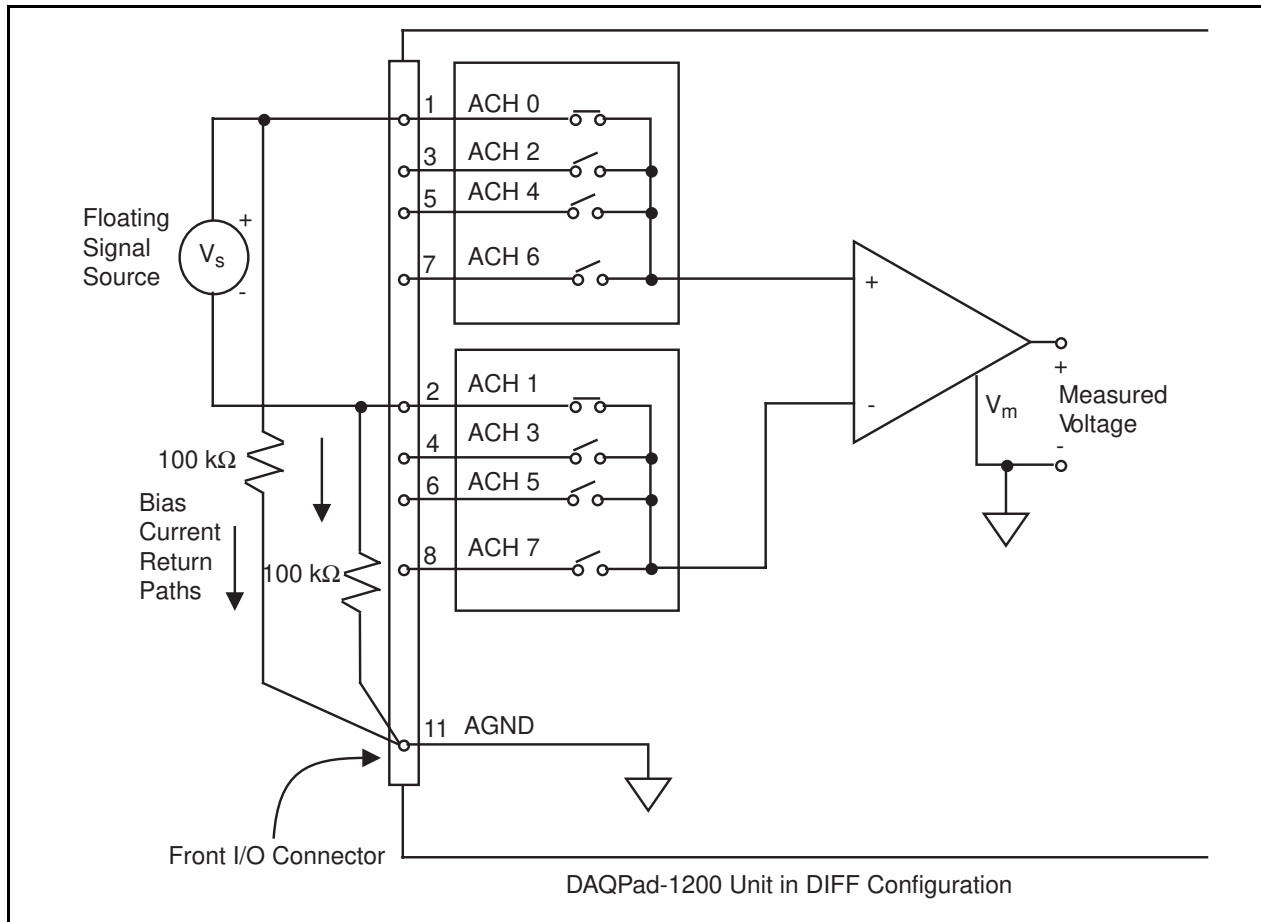 1 ACH 0
3 ACH 2
5 ACH 4
7 ACH 6
Floating
Signal
Source
+
Vs
-
+
-
+
Measured
Voltage
-
Vm
2 ACH 1
4 ACH 3
6 ACH 5
8 ACH 7
100 kΩ
Bias
Current
Return
Paths
100 kΩ
11 AGND
Front I/O Connector
DAQPad-1200 Unit in DIFF Configuration